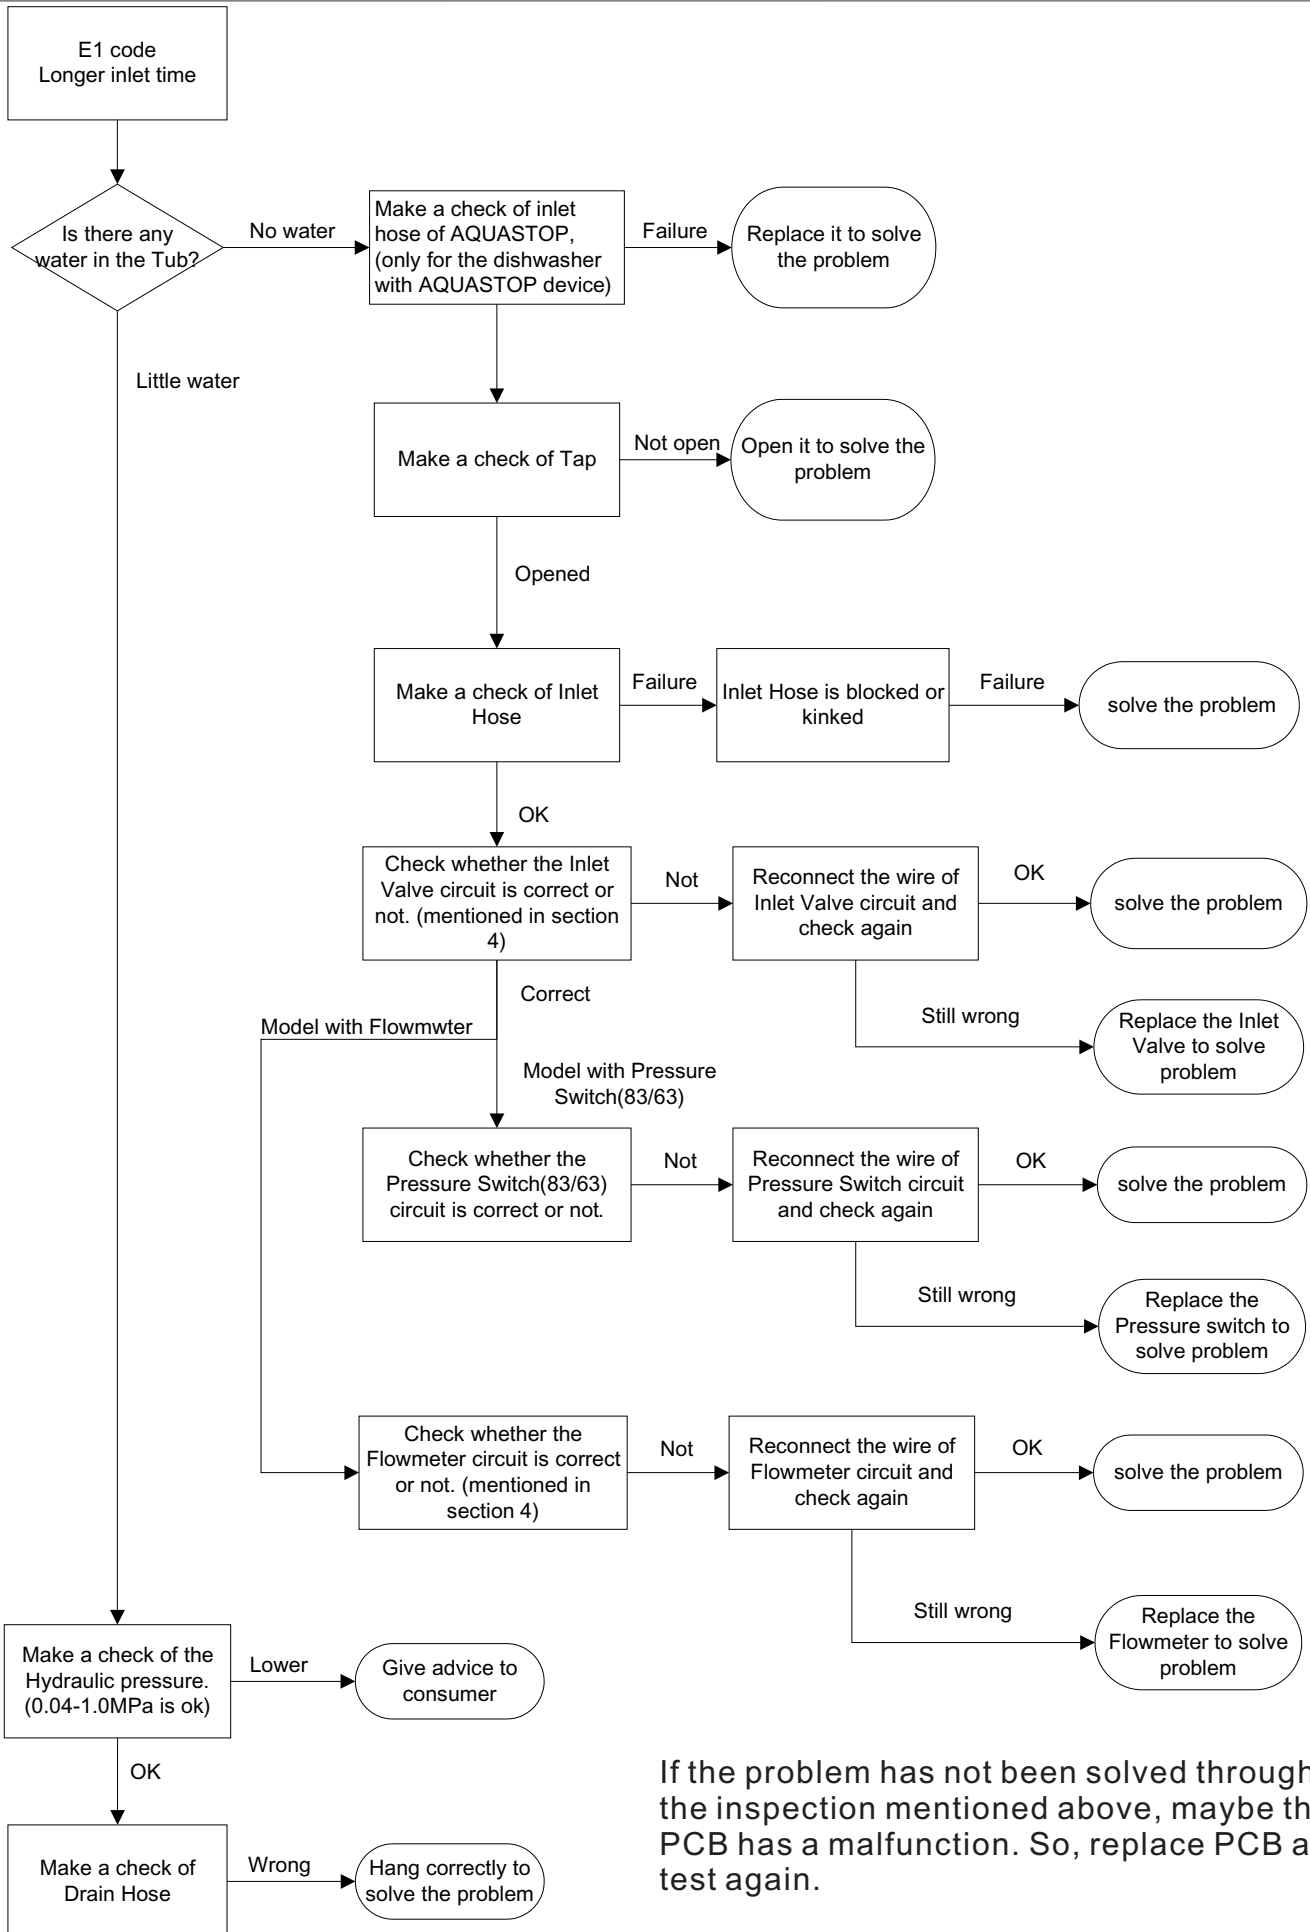 E1 code
Longer inlet time
Is there any
water in the Tub?
No water
Make a check of inlet
hose of AQUASTOP,
(only for the dishwasher
with AQUASTOP device)
Failure
Replace it to solve
the problem
Little water
Make a check of Tap
Not open
Open it to solve the
problem
Opened
Make a check of Inlet
Hose
Failure
Inlet Hose is blocked or
kinked
Failure
solve the problem
OK
Check whether the Inlet
Valve circuit is correct or
not. (mentioned in section
4)
Not
Reconnect the wire of
Inlet Valve circuit and
check again
OK
solve the problem
Still wrong
Replace the Inlet
Valve to solve
problem
Correct
Model with Flowmwter
Model with Pressure
Switch(83/63)
Check whether the
Pressure Switch(83/63)
circuit is correct or not.
Not
Reconnect the wire of
Pressure Switch circuit
and check again
OK
solve the problem
Still wrong
Replace the
Pressure switch to
solve problem
Check whether the
Flowmeter circuit is correct
or not. (mentioned in
section 4)
Not
Reconnect the wire of
Flowmeter circuit and
check again
OK
solve the problem
Still wrong
Replace the
Flowmeter to solve
problem
Make a check of the
Hydraulic pressure.
(0.04-1.0MPa is ok)
Lower
Give advice to
consumer
OK
Make a check of
Drain Hose
Wrong
Hang correctly to
solve the problem
If the problem has not been solved through
the inspection mentioned above, maybe th
PCB has a malfunction. So, replace PCB a
test again.